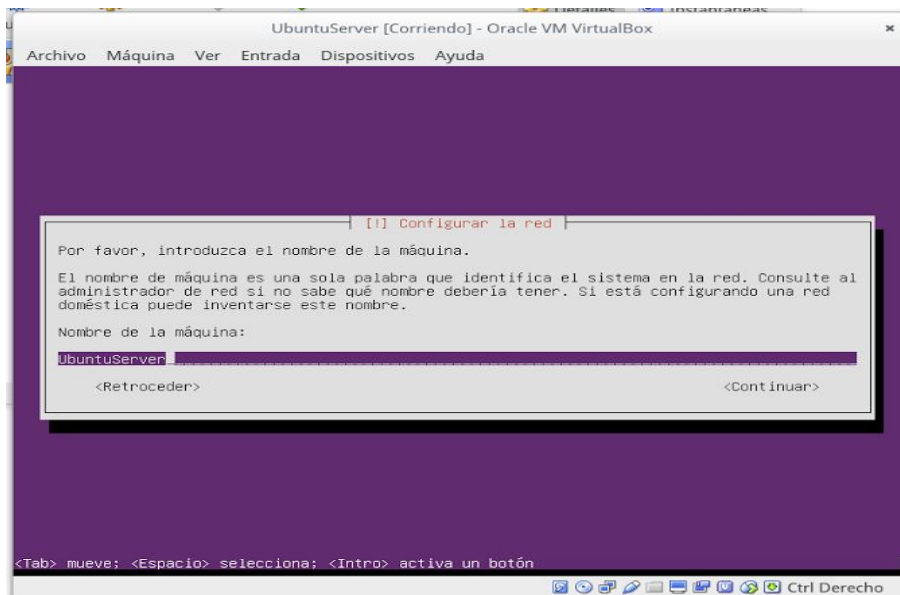 Detalles Instantáneas
UbuntuServer [Corriendo] - Oracle VM VirtualBox
Archivo Máquina Ver Entrada Dispositivos Ayuda
[!] Configurar la red
Por favor, introduzca el nombre de la máquina.
El nombre de máquina es una sola palabra que identifica el sistema en la red. Consulte al
administrador de red si no sabe qué nombre debería tener. Si está configurando una red
doméstica puede inventarse este nombre.
Nombre de la máquina:
UbuntuServer
<Retroceder> <Continuar>
<Tab> mueve; <Espacio> selecciona; <Intro> activa un botón
Ctrl Derecho